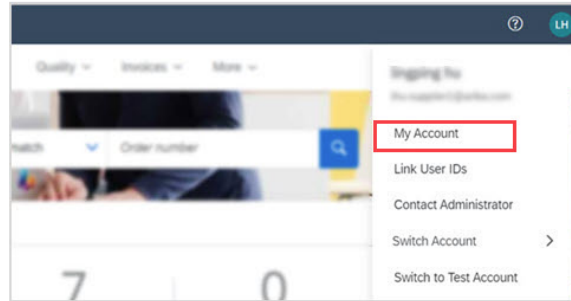 LH
Quality
Invoices
More
match
Order number
My Account
Link User IDs
Contact Administrator
Switch Account
Switch to Test Account
7
0